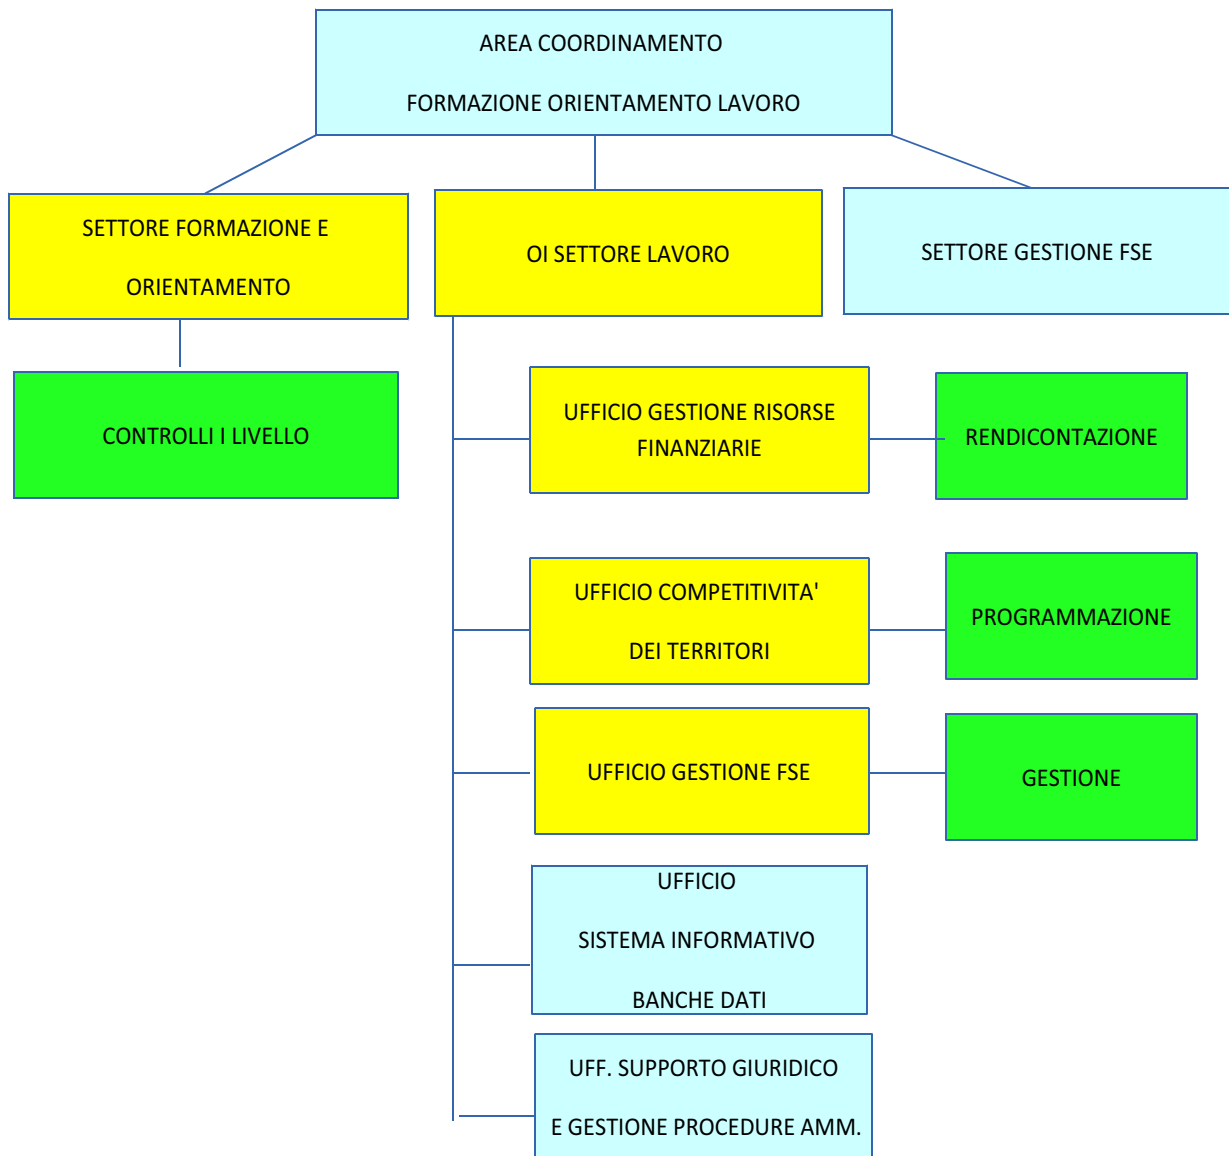 AREA COORDINAMENTO
FORMAZIONE ORIENTAMENTO LAVORO
SETTORE FORMAZIONE E
ORIENTAMENTO
OI SETTORE LAVORO
SETTORE GESTIONE FSE
CONTROLLI I LIVELLO
UFFICIO GESTIONE RISORSE
FINANZIARIE
RENDICONTAZIONE
UFFICIO COMPETITIVITA'
DEI TERRITORI
PROGRAMMAZIONE
UFFICIO GESTIONE FSE
GESTIONE
UFFICIO
SISTEMA INFORMATIVO
BANCHE DATI
UFF. SUPPORTO GIURIDICO
E GESTIONE PROCEDURE AMM.